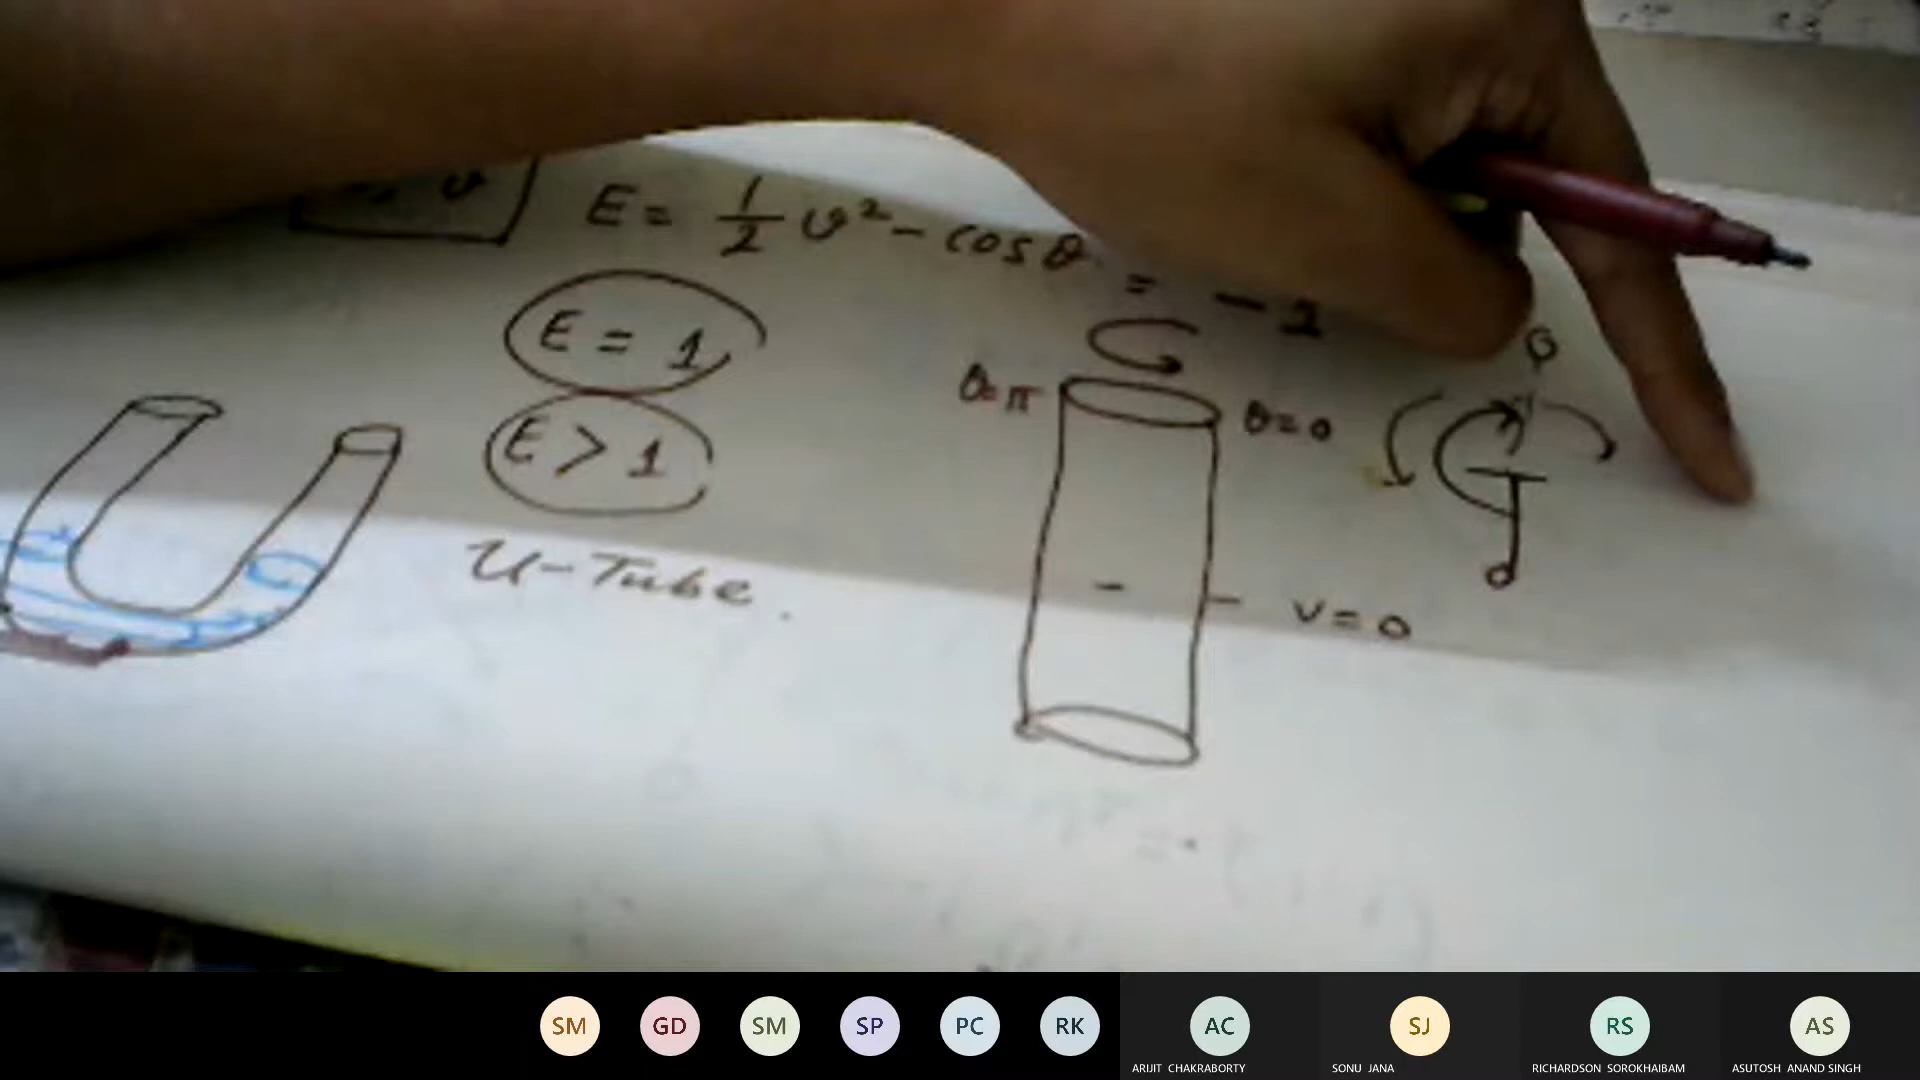 , v
E = 1/2 v² - cos θ = - 1
E = 1
E > 1
U-Tube.
θ=π
θ=0
v=0
SM
GD
SM
SP
PC
RK
AC
SJ
RS
AS
ARIJIT CHAKRABORTY
SONU JANA
RICHARDSON SOROKHAIBAM
ASUTOSH ANAND SINGH